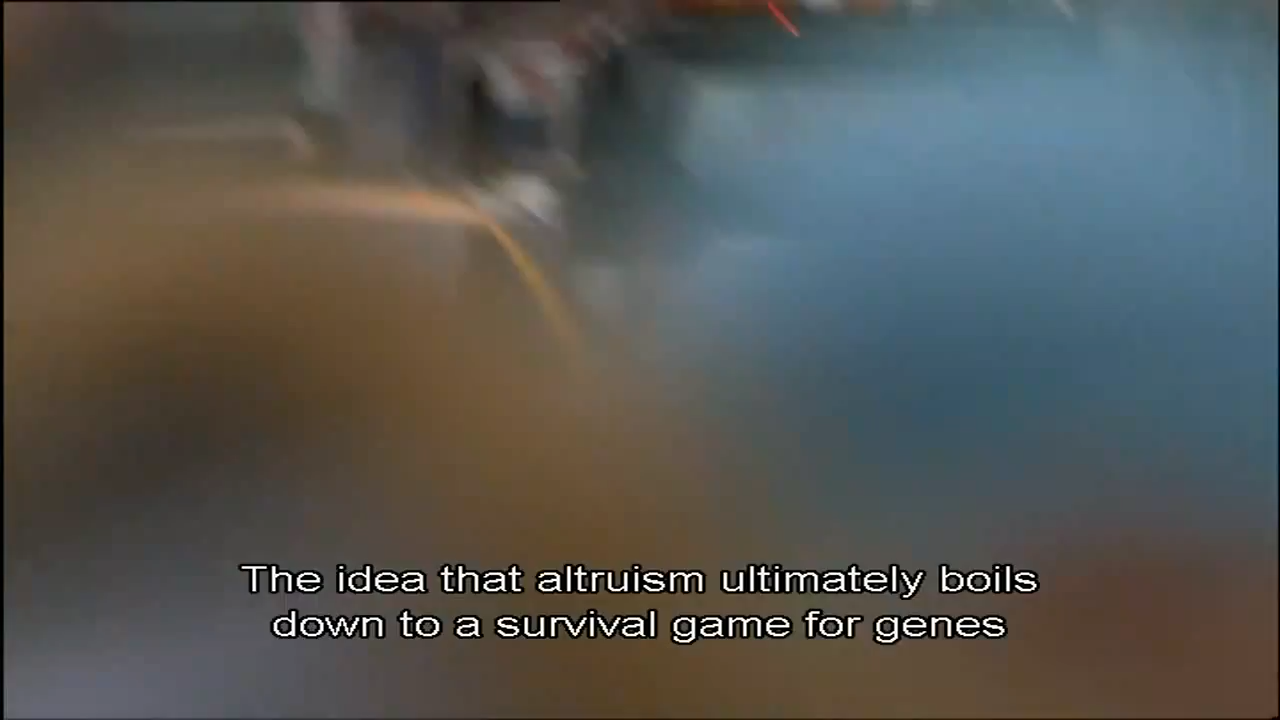 The idea that altruism ultimately boils
down to a survival game for genes